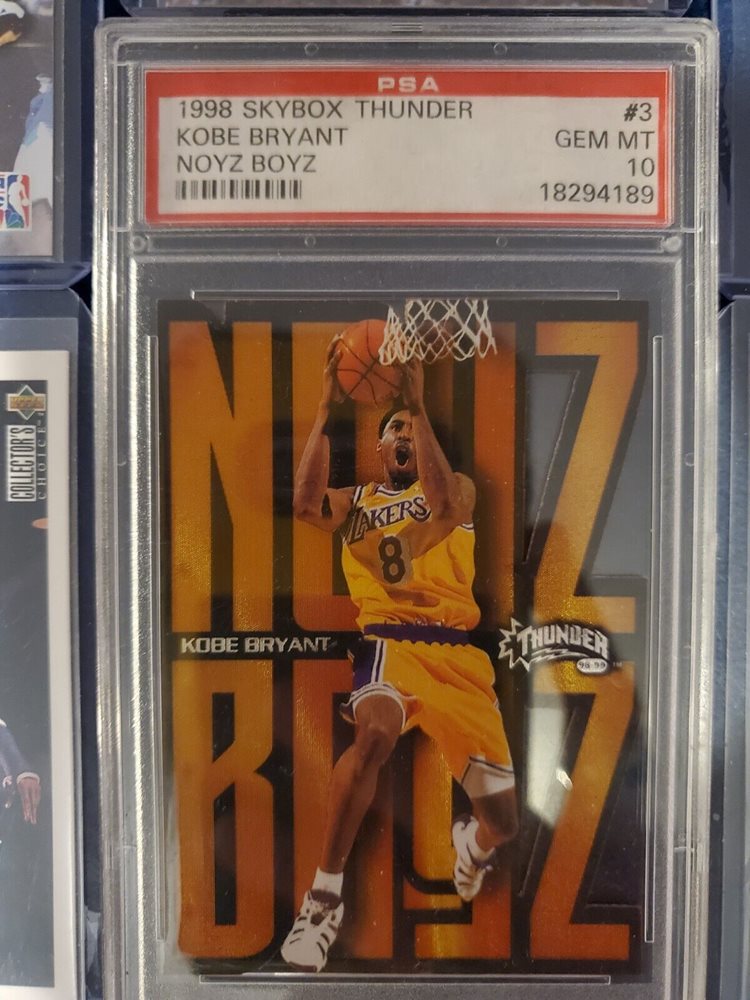 PSA
1998 SKYBOX THUNDER #3
KOBE BRYANT GEM MT
NOYZ BOYZ 10
18294189
NOYZ
LAKERS
8
KOBE BRYANT
THUNDER
98-99 ™
BOYZ
COLLECTOR'S
CHOICE